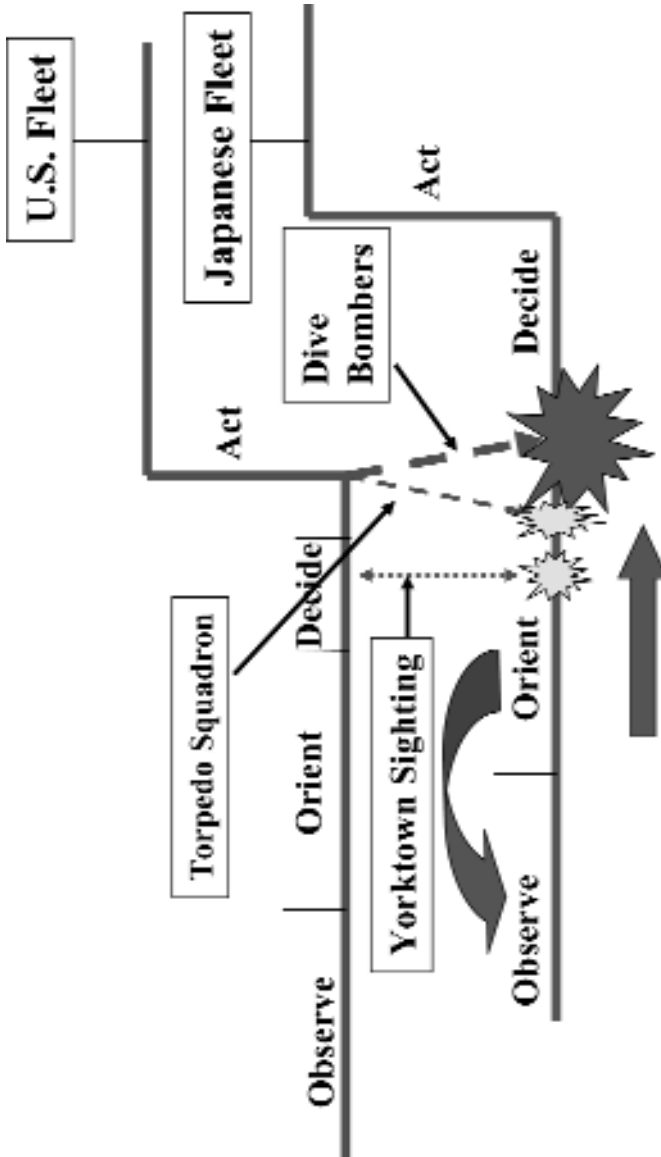 U.S. Fleet
Japanese Fleet
Torpedo Squadron
Act
Dive
Bombers
Act
Observe
Orient
Decide
Yorktown Sighting
Observe
Orient
Decide